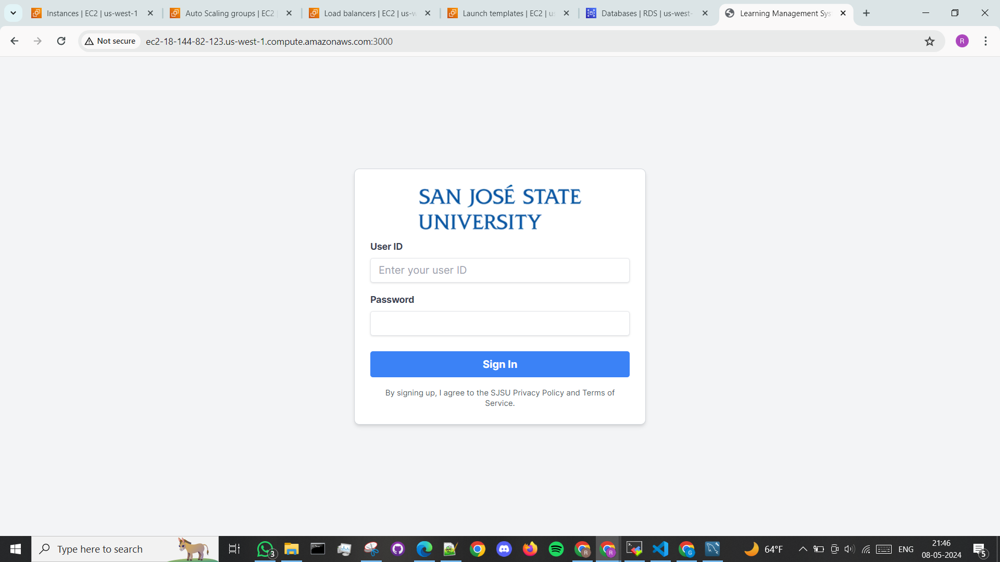 Instances | EC2 | us-west-1
Auto Scaling groups | EC2 |
Load balancers | EC2 | us-w
Launch templates | EC2 | us
Databases | RDS | us-west-
Learning Management Sys
Not secure
ec2-18-144-82-123.us-west-1.compute.amazonaws.com:3000
R
SAN JOSÉ STATE
UNIVERSITY
User ID
Enter your user ID
Password
Sign In
By signing up, I agree to the SJSU Privacy Policy and Terms of
Service.
Type here to search
3
R
R
G
64°F
ENG
21:46
08-05-2024
5